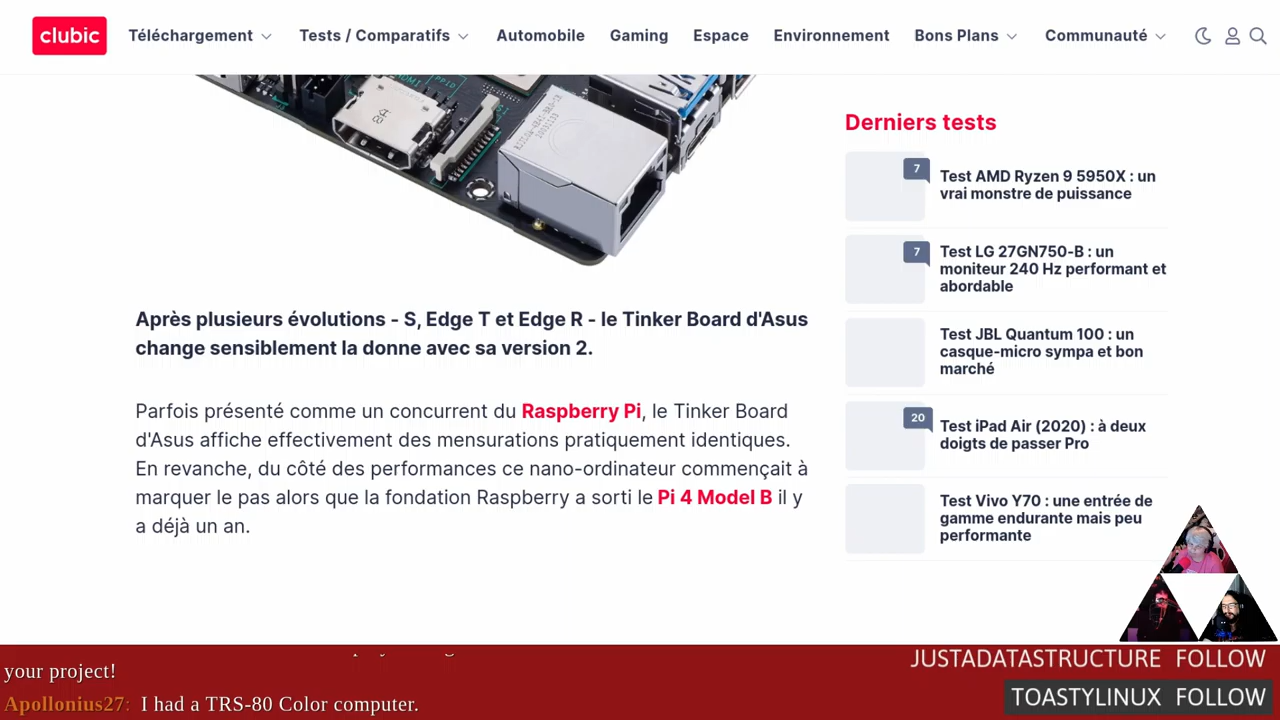 clubic Téléchargement Tests / Comparatifs Automobile Gaming Espace Environnement Bons Plans Communauté
Après plusieurs évolutions - S, Edge T et Edge R - le Tinker Board d'Asus
change sensiblement la donne avec sa version 2.
Parfois présenté comme un concurrent du Raspberry Pi, le Tinker Board
d'Asus affiche effectivement des mensurations pratiquement identiques.
En revanche, du côté des performances ce nano-ordinateur commençait à
marquer le pas alors que la fondation Raspberry a sorti le Pi 4 Model B il y
a déjà un an.
Derniers tests
7
Test AMD Ryzen 9 5950X : un
vrai monstre de puissance
7
Test LG 27GN750-B : un
moniteur 240 Hz performant et
abordable
Test JBL Quantum 100 : un
casque-micro sympa et bon
marché
20
Test iPad Air (2020) : à deux
doigts de passer Pro
Test Vivo Y70 : une entrée de
gamme endurante mais peu
performante
your project!
Apollonius27: I had a TRS-80 Color computer.
JUSTADATASTRUCTURE FOLLOW
TOASTYLINUX FOLLOW